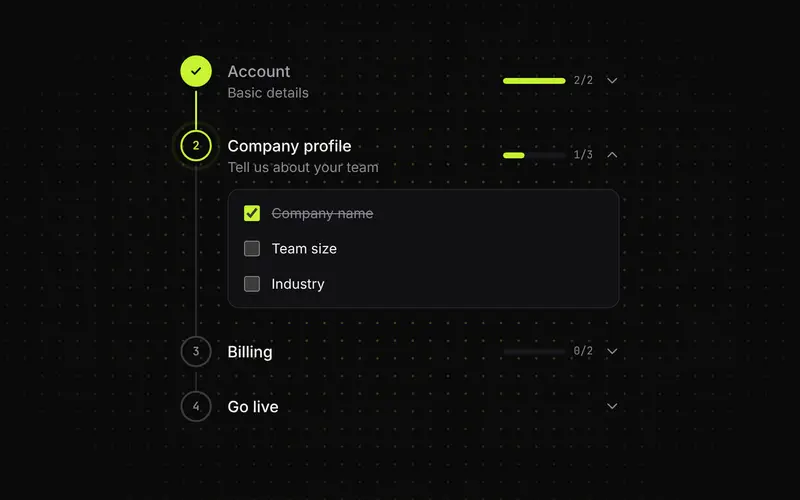 Account
2/2
Basic details
2
Company profile
1/3
Tell us about your team
Company name
Team size
Industry
3
Billing
0/2
4
Go live